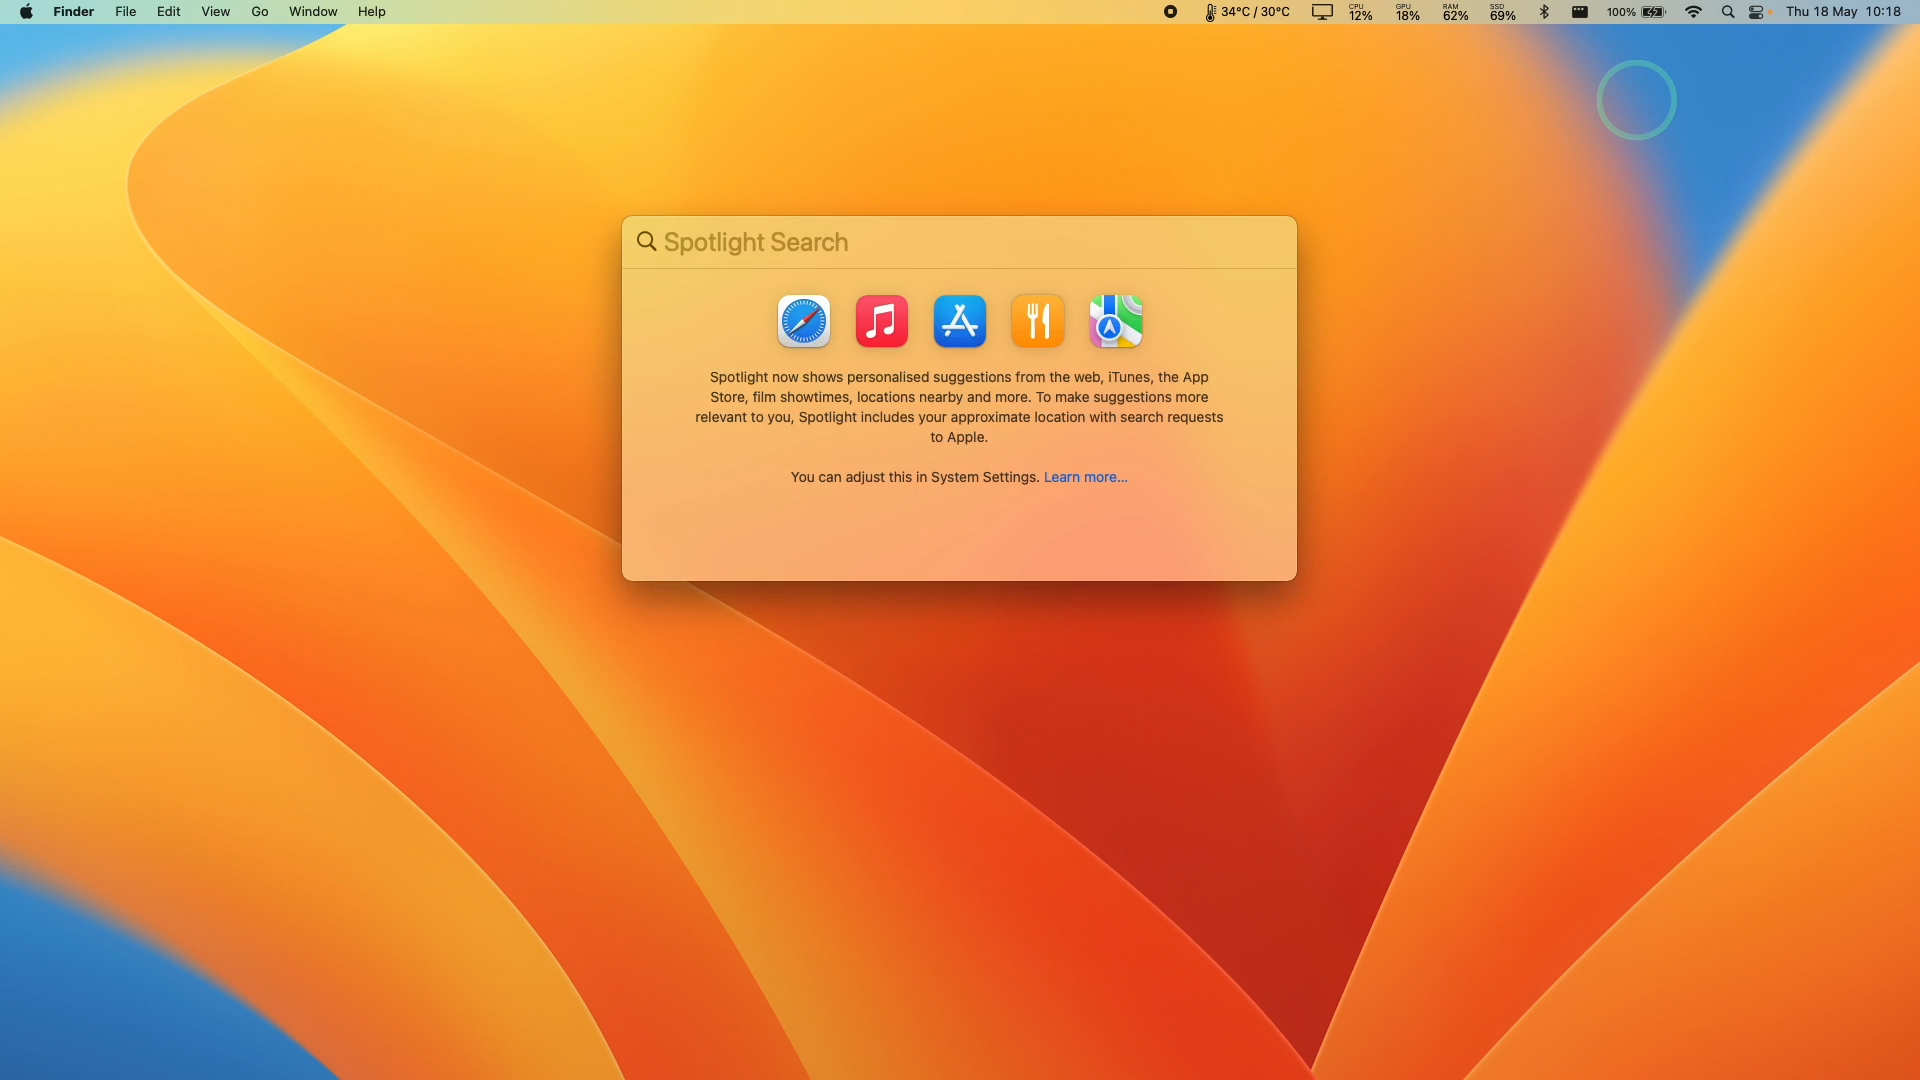 Finder File Edit View Go Window Help 34°C / 30°C CPU 12% GPU 18% RAM 62% SSD 69% 100% Thu 18 May 10:18
Spotlight Search
Spotlight now shows personalised suggestions from the web, iTunes, the App
Store, film showtimes, locations nearby and more. To make suggestions more
relevant to you, Spotlight includes your approximate location with search requests
to Apple.
You can adjust this in System Settings. Learn more...